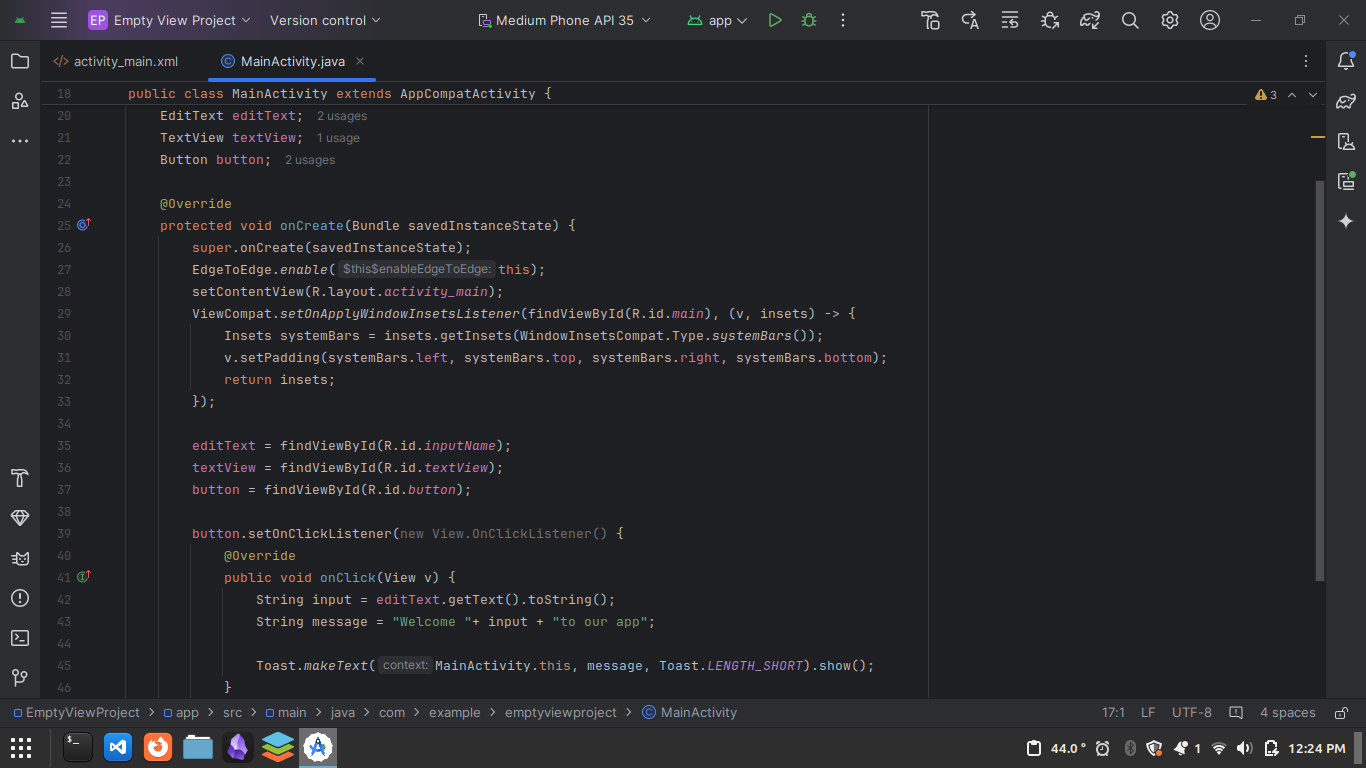 EP Empty View Project Version control Medium Phone API 35 app
activity_main.xml MainActivity.java
18 public class MainActivity extends AppCompatActivity { 3
20 EditText editText; 2 usages
21 TextView textView; 1 usage
22 Button button; 2 usages
23
24 @Override
25 protected void onCreate(Bundle savedInstanceState) {
26 super.onCreate(savedInstanceState);
27 EdgeToEdge.enable( $this$enableEdgeToEdge: this);
28 setContentView(R.layout.activity_main);
29 ViewCompat.setOnApplyWindowInsetsListener(findViewById(R.id.main), (v, insets) -> {
30 Insets systemBars = insets.getInsets(WindowInsetsCompat.Type.systemBars());
31 v.setPadding(systemBars.left, systemBars.top, systemBars.right, systemBars.bottom);
32 return insets;
33 });
34
35 editText = findViewById(R.id.inputName);
36 textView = findViewById(R.id.textView);
37 button = findViewById(R.id.button);
38
39 button.setOnClickListener(new View.OnClickListener() {
40 @Override
41 public void onClick(View v) {
42 String input = editText.getText().toString();
43 String message = "Welcome "+ input + "to our app";
44
45 Toast.makeText( context: MainActivity.this, message, Toast.LENGTH_SHORT).show();
46 }
EmptyViewProject > app > src > main > java > com > example > emptyviewproject > MainActivity 17:1 LF UTF-8 4 spaces
44.0° 1 12:24 PM